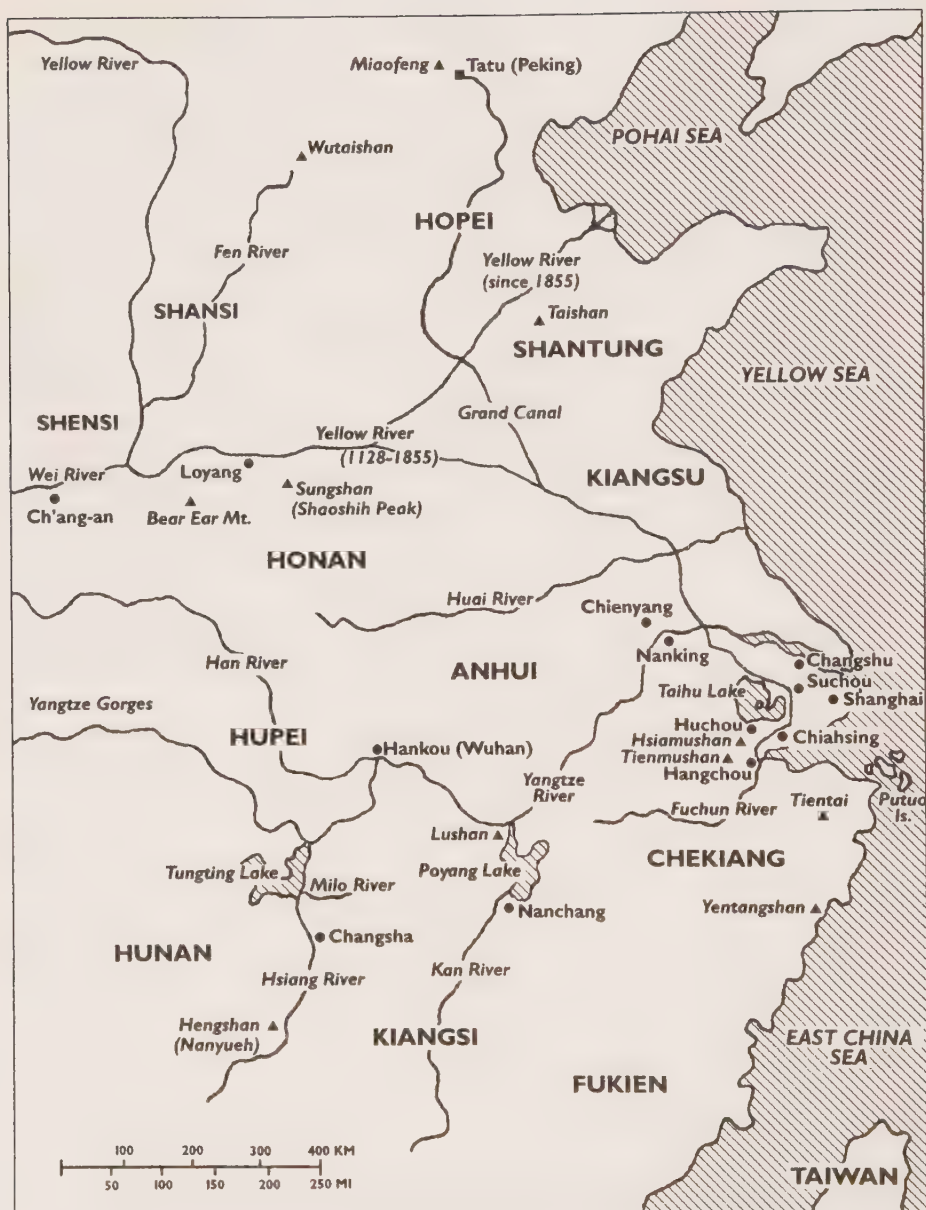 Yellow River
Miaofeng
Tatu (Peking)
POHAI SEA
Wutaishan
HOPEI
Fen River
Yellow River
(since 1855)
SHANSI
Taishan
SHANTUNG
YELLOW SEA
Grand Canal
SHENSI
Yellow River
(1128-1855)
Wei River
Loyang
KIANGSU
Sungshan
(Shaoshih Peak)
Ch'ang-an
Bear Ear Mt.
HONAN
Huai River
Chienyang
Han River
ANHUI
Nanking
Changshu
Suchou
Taihu Lake
Shanghai
Yangtze Gorges
HUPEI
Huchou
Hsiamushan
Chiahsing
Hankou (Wuhan)
Tienmushan
Hangchou
Yangtze
River
Fuchun River
Tientai
Putuo
Is.
Lushan
Tungting Lake
Poyang Lake
CHEKIANG
Milo River
Nanchang
Yentangshan
Changsha
HUNAN
Hsiang River
Kan River
Hengshan
(Nanyueh)
KIANGSI
EAST CHINA
SEA
FUKIEN
100 200 300 400 KM
50 100 150 200 250 MI
TAIWAN